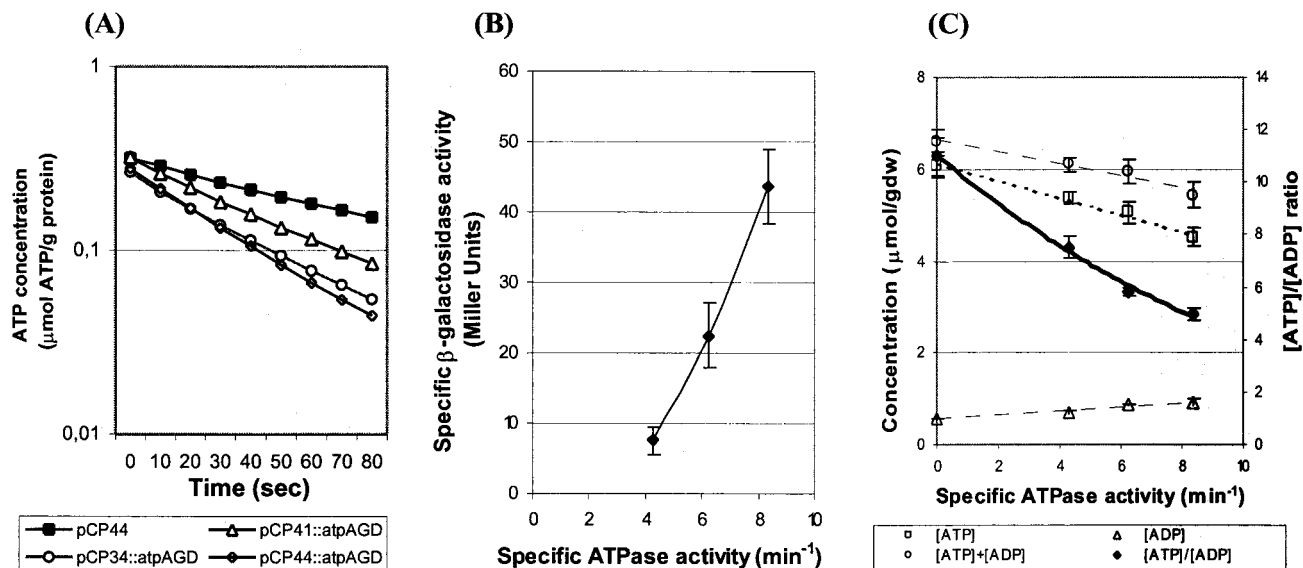 (A)
1
0,1
0,01
ATP concentration
(μmol ATP/g protein)
0 10 20 30 40 50 60 70 80
Time (sec)
pCP44
pCP41::atpAGD
pCP34::atpAGD
pCP44::atpAGD
(B)
60
50
40
30
20
10
0
Specific β-galactosidase activity
(Miller Units)
0 2 4 6 8 10
Specific ATPase activity (min-1)
(C)
8
6
4
2
0
Concentration (μmol/gdw)
14
12
10
8
6
4
2
0
[ATP]/[ADP] ratio
0 2 4 6 8 10
Specific ATPase activity (min-1)
[ATP]
[ADP]
[ATP]+[ADP]
[ATP]/[ADP]